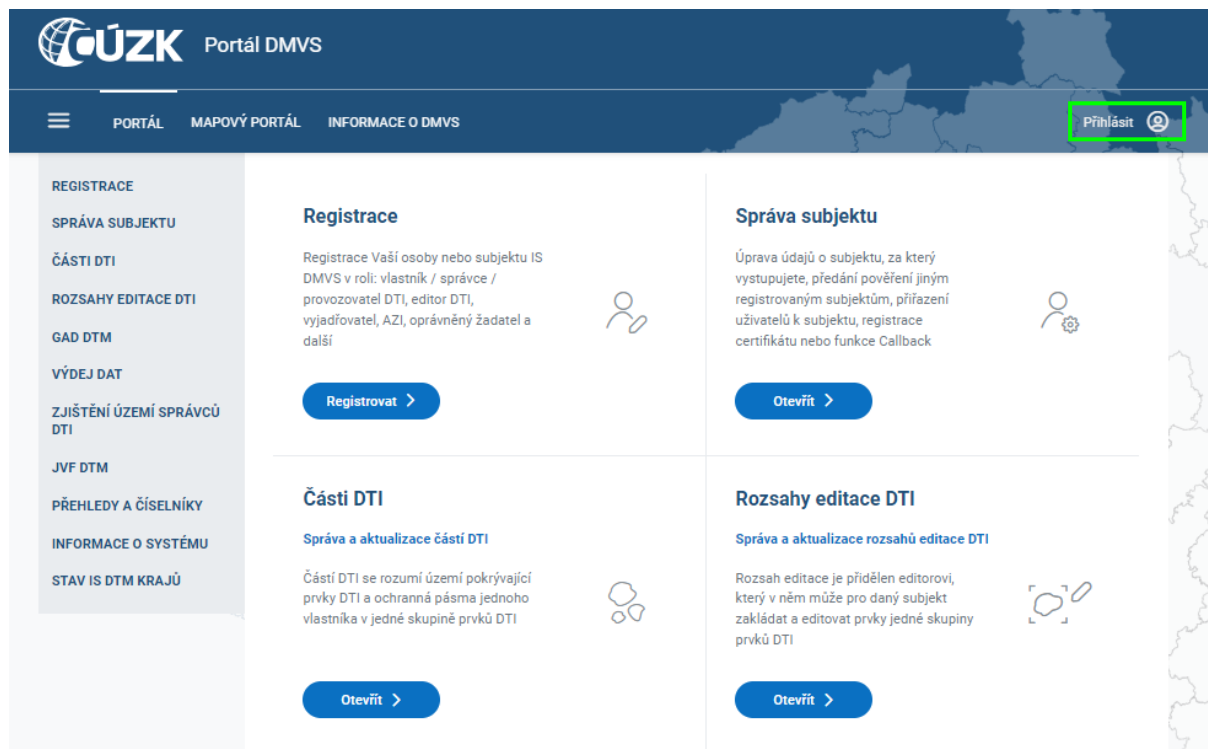 ČÚZK Portál DMVS
PORTÁL MAPOVÝ PORTÁL INFORMACE O DMVS Přihlásit
REGISTRACE
SPRÁVA SUBJEKTU
ČÁSTI DTI
ROZSAHY EDITACE DTI
GAD DTM
VÝDEJ DAT
ZJIŠTĚNÍ ÚZEMÍ SPRÁVCŮ
DTI
JVF DTM
PŘEHLEDY A ČÍSELNÍKY
INFORMACE O SYSTÉMU
STAV IS DTM KRAJŮ
Registrace
Registrace Vaší osoby nebo subjektu IS
DMVS v roli: vlastník / správce /
provozovatel DTI, editor DTI,
vyjadřovatel, AZI, oprávněný žadatel a
další
Registrovat
Správa subjektu
Úprava údajů o subjektu, za který
vystupujete, předání pověření jiným
registrovaným subjektům, přiřazení
uživatelů k subjektu, registrace
certifikátu nebo funkce Callback
Otevřít
Části DTI
Správa a aktualizace částí DTI
Částí DTI se rozumí území pokrývající
prvky DTI a ochranná pásma jednoho
vlastníka v jedné skupině prvků DTI
Otevřít
Rozsahy editace DTI
Správa a aktualizace rozsahů editace DTI
Rozsah editace je přidělen editorovi,
který v něm může pro daný subjekt
zakládat a editovat prvky jedné skupiny
prvků DTI
Otevřít